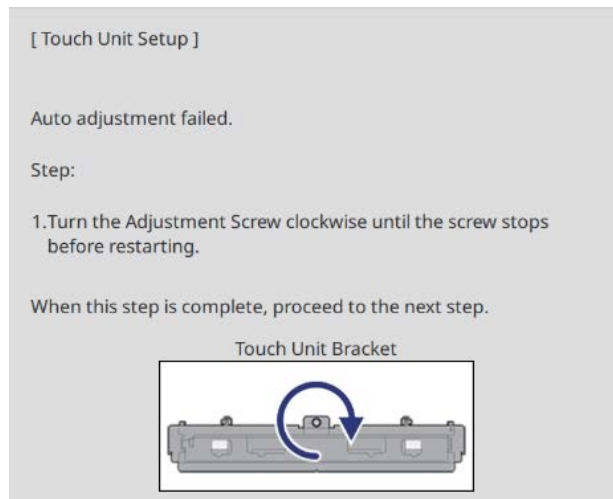 [ Touch Unit Setup ]
Auto adjustment failed.
Step:
1.Turn the Adjustment Screw clockwise until the screw stops
before restarting.
When this step is complete, proceed to the next step.
Touch Unit Bracket